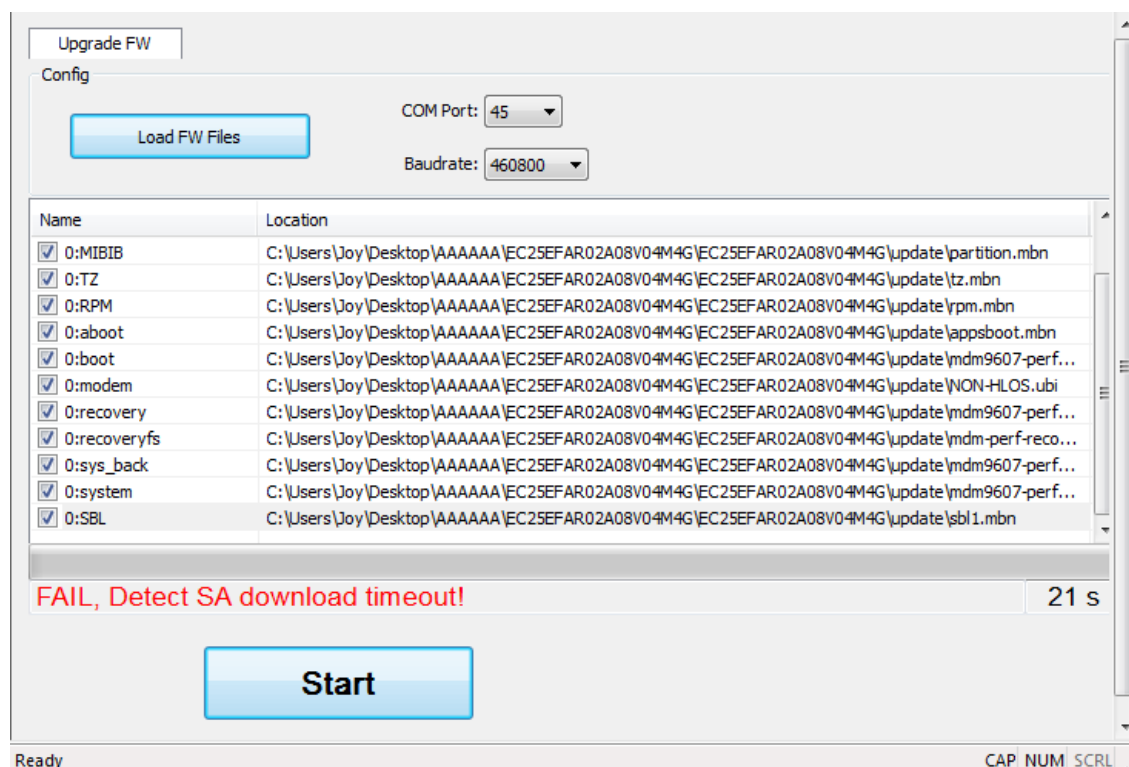 Upgrade FW
Config
Load FW Files
COM Port: 45
Baudrate: 460800
Name Location
0:MIBIB C:\Users\Joy\Desktop\AAAAAA\EC25EFAR02A08V04M4G\EC25EFAR02A08V04M4G\update\partition.mbn
0:TZ C:\Users\Joy\Desktop\AAAAAA\EC25EFAR02A08V04M4G\EC25EFAR02A08V04M4G\update\tz.mbn
0:RPM C:\Users\Joy\Desktop\AAAAAA\EC25EFAR02A08V04M4G\EC25EFAR02A08V04M4G\update\rpm.mbn
0:aboot C:\Users\Joy\Desktop\AAAAAA\EC25EFAR02A08V04M4G\EC25EFAR02A08V04M4G\update\appsboot.mbn
0:boot C:\Users\Joy\Desktop\AAAAAA\EC25EFAR02A08V04M4G\EC25EFAR02A08V04M4G\update\mdm9607-perf...
0:modem C:\Users\Joy\Desktop\AAAAAA\EC25EFAR02A08V04M4G\EC25EFAR02A08V04M4G\update\NON-HLOS.ubi
0:recovery C:\Users\Joy\Desktop\AAAAAA\EC25EFAR02A08V04M4G\EC25EFAR02A08V04M4G\update\mdm9607-perf...
0:recoveryfs C:\Users\Joy\Desktop\AAAAAA\EC25EFAR02A08V04M4G\EC25EFAR02A08V04M4G\update\mdm-perf-reco...
0:sys_back C:\Users\Joy\Desktop\AAAAAA\EC25EFAR02A08V04M4G\EC25EFAR02A08V04M4G\update\mdm9607-perf...
0:system C:\Users\Joy\Desktop\AAAAAA\EC25EFAR02A08V04M4G\EC25EFAR02A08V04M4G\update\mdm9607-perf...
0:SBL C:\Users\Joy\Desktop\AAAAAA\EC25EFAR02A08V04M4G\EC25EFAR02A08V04M4G\update\sbl1.mbn
FAIL, Detect SA download timeout! 21 s
Start
Ready CAP NUM SCRL